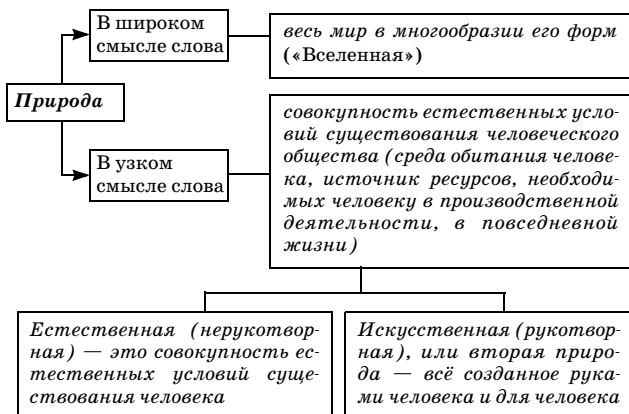 В широком
смысле слова
весь мир в многообразии его форм
(«Вселенная»)
Природа
В узком
смысле слова
совокупность естественных усло-
вий существования человеческого
общества (среда обитания челове-
ка, источник ресурсов, необходи-
мых человеку в производственной
деятельности, в повседневной
жизни)
Естественная (нерукотвор-
ная) — это совокупность ес-
тественных условий суще-
ствования человека
Искусственная (рукотвор-
ная), или вторая приро-
да — всё созданное рука-
ми человека и для человека